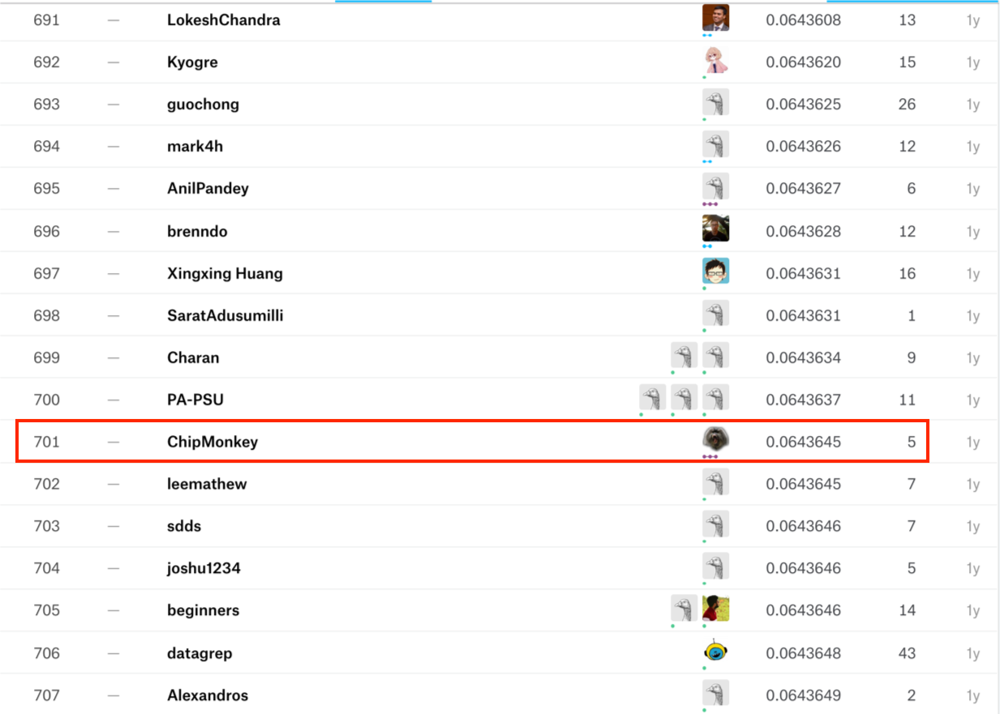 691 — LokeshChandra 0.0643608 13 1y
692 — Kyogre 0.0643620 15 1y
693 — guochong 0.0643625 26 1y
694 — mark4h 0.0643626 12 1y
695 — AnilPandey 0.0643627 6 1y
696 — brenndo 0.0643628 12 1y
697 — Xingxing Huang 0.0643631 16 1y
698 — SaratAdusumilli 0.0643631 1 1y
699 — Charan 0.0643634 9 1y
700 — PA-PSU 0.0643637 11 1y
701 — ChipMonkey 0.0643645 5 1y
702 — leemathew 0.0643645 7 1y
703 — sdds 0.0643646 7 1y
704 — joshu1234 0.0643646 5 1y
705 — beginners 0.0643646 14 1y
706 — datagrep 0.0643648 43 1y
707 — Alexandros 0.0643649 2 1y